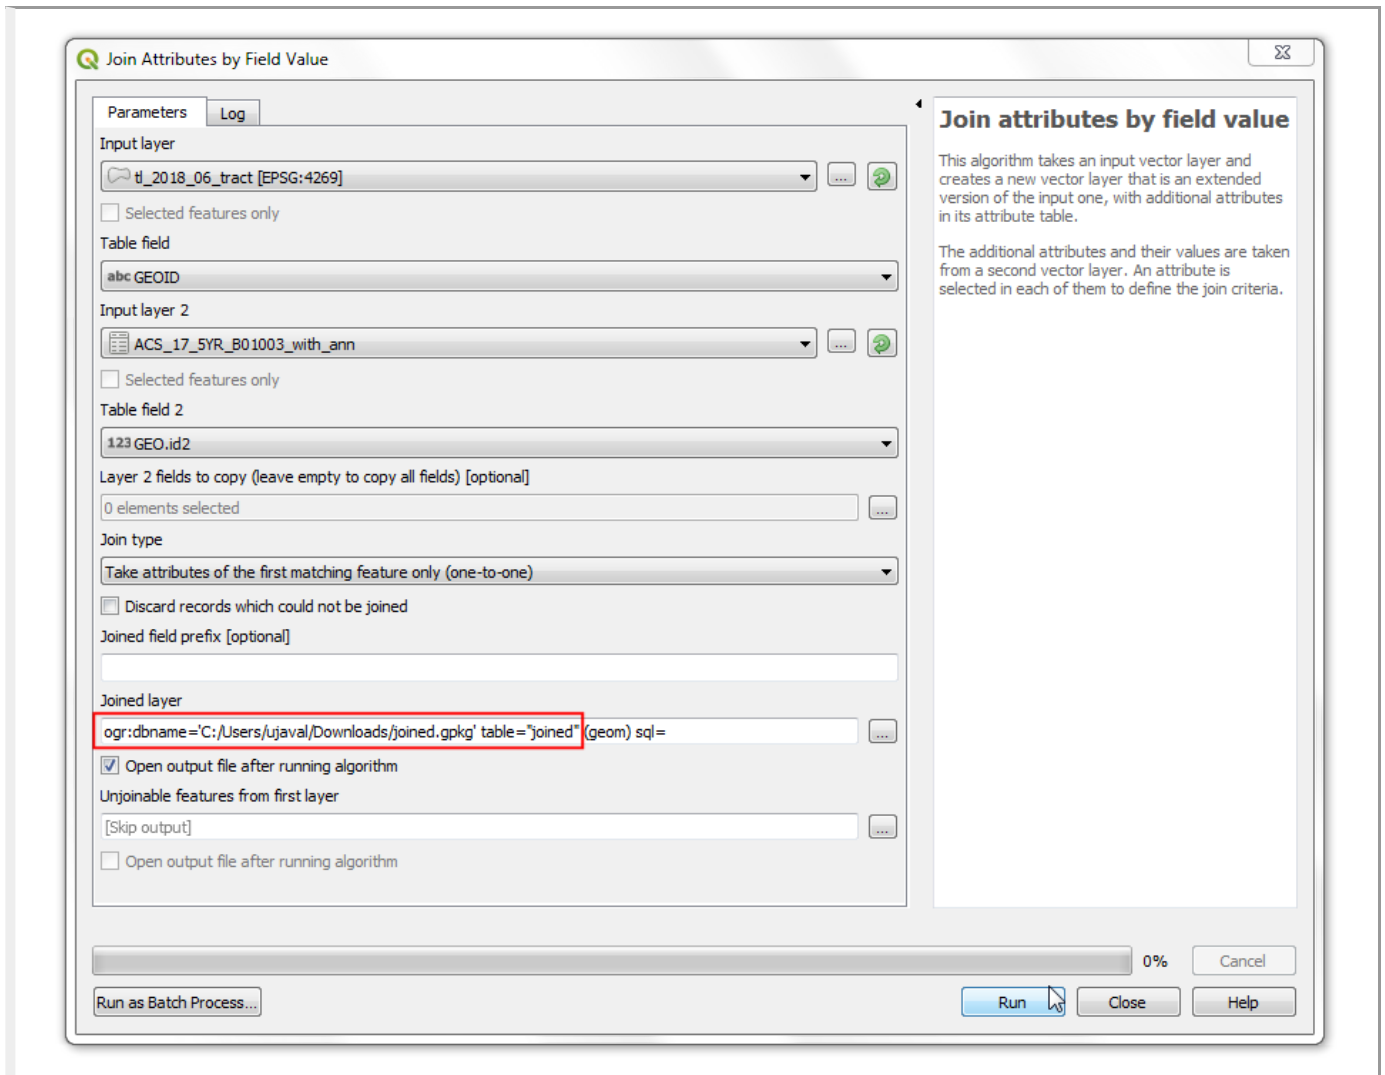 Join Attributes by Field Value
Parameters
Log
Input layer
tl_2018_06_tract [EPSG:4269]
...
Selected features only
Table field
abc GEOID
Input layer 2
ACS_17_5YR_B01003_with_ann
...
Selected features only
Table field 2
123 GEO.id2
Layer 2 fields to copy (leave empty to copy all fields) [optional]
0 elements selected
...
Join type
Take attributes of the first matching feature only (one-to-one)
Discard records which could not be joined
Joined field prefix [optional]
Joined layer
ogr:dbname='C:/Users/ujaval/Downloads/joined.gpkg' table="joined" (geom) sql=
...
Open output file after running algorithm
Unjoinable features from first layer
[Skip output]
...
Open output file after running algorithm
Join attributes by field value
This algorithm takes an input vector layer and
creates a new vector layer that is an extended
version of the input one, with additional attributes
in its attribute table.
The additional attributes and their values are taken
from a second vector layer. An attribute is
selected in each of them to define the join criteria.
0%
Cancel
Run as Batch Process...
Run
Close
Help